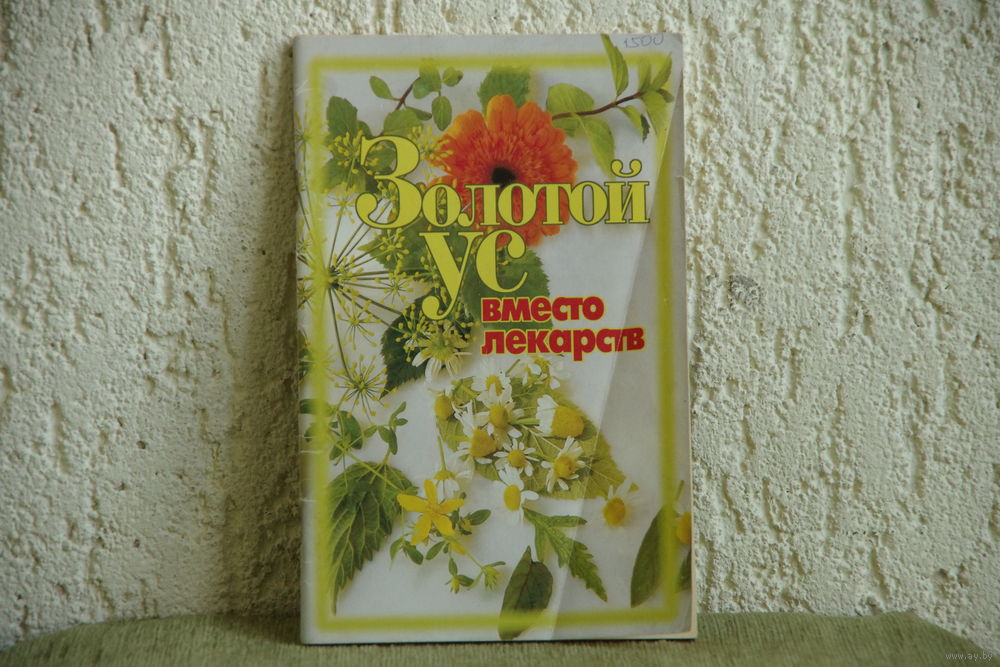 1500
Золотой
ус
вместо
лекарств
www.ay.by